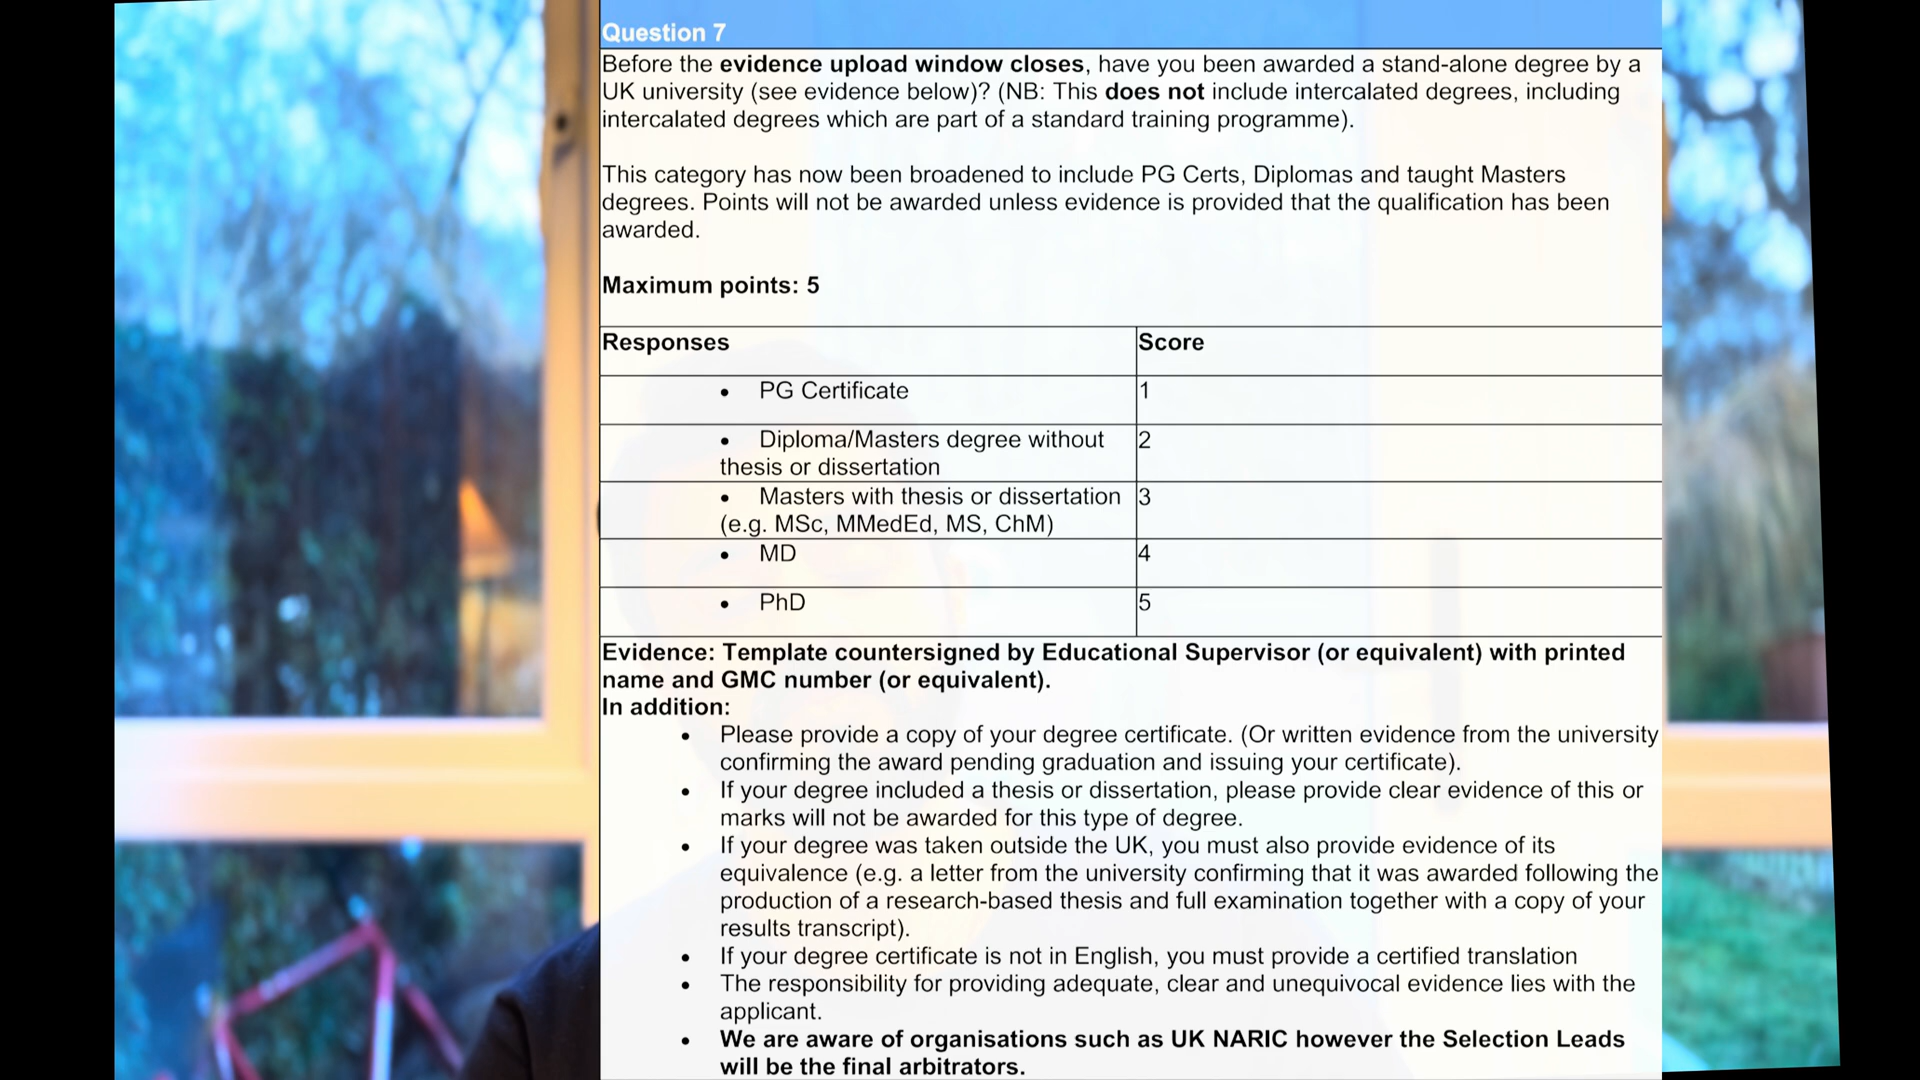 Question 7
Before the evidence upload window closes, have you been awarded a stand-alone degree by a
UK university (see evidence below)? (NB: This does not include intercalated degrees, including
intercalated degrees which are part of a standard training programme).
This category has now been broadened to include PG Certs, Diplomas and taught Masters
degrees. Points will not be awarded unless evidence is provided that the qualification has been
awarded.
Maximum points: 5
Responses Score
• PG Certificate 1
• Diploma/Masters degree without 2
thesis or dissertation
• Masters with thesis or dissertation 3
(e.g. MSc, MMedEd, MS, ChM)
• MD 4
• PhD 5
Evidence: Template countersigned by Educational Supervisor (or equivalent) with printed
name and GMC number (or equivalent).
In addition:
• Please provide a copy of your degree certificate. (Or written evidence from the university
confirming the award pending graduation and issuing your certificate).
• If your degree included a thesis or dissertation, please provide clear evidence of this or
marks will not be awarded for this type of degree.
• If your degree was taken outside the UK, you must also provide evidence of its
equivalence (e.g. a letter from the university confirming that it was awarded following the
production of a research-based thesis and full examination together with a copy of your
results transcript).
• If your degree certificate is not in English, you must provide a certified translation
• The responsibility for providing adequate, clear and unequivocal evidence lies with the
applicant.
• We are aware of organisations such as UK NARIC however the Selection Leads
will be the final arbitrators.